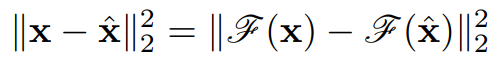 ‖𝐱 − 𝐱̂‖₂² = ‖ℱ(𝐱) − ℱ(𝐱̂)‖₂²